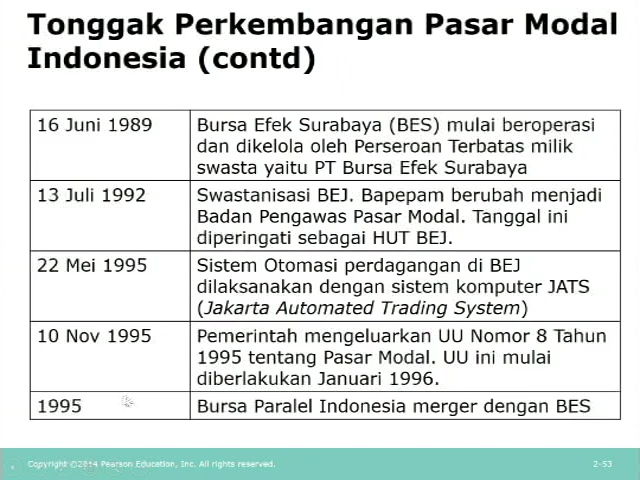 Tonggak Perkembangan Pasar Modal
Indonesia (contd)
16 Juni 1989
Bursa Efek Surabaya (BES) mulai beroperasi
dan dikelola oleh Perseroan Terbatas milik
swasta yaitu PT Bursa Efek Surabaya
13 Juli 1992
Swastanisasi BEJ. Bapepam berubah menjadi
Badan Pengawas Pasar Modal. Tanggal ini
diperingati sebagai HUT BEJ.
22 Mei 1995
Sistem Otomasi perdagangan di BEJ
dilaksanakan dengan sistem komputer JATS
(Jakarta Automated Trading System)
10 Nov 1995
Pemerintah mengeluarkan UU Nomor 8 Tahun
1995 tentang Pasar Modal. UU ini mulai
diberlakukan Januari 1996.
1995
Bursa Paralel Indonesia merger dengan BES
Copyright ©2014 Pearson Education, Inc. All rights reserved.
2-53